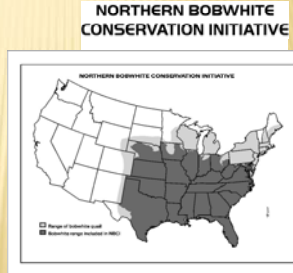 NORTHERN BOBWHITE
CONSERVATION INITIATIVE
NORTHERN BOBWHITE CONSERVATION INITIATIVE
Range of bobwhite quail
Bobwhite range included in NBCI